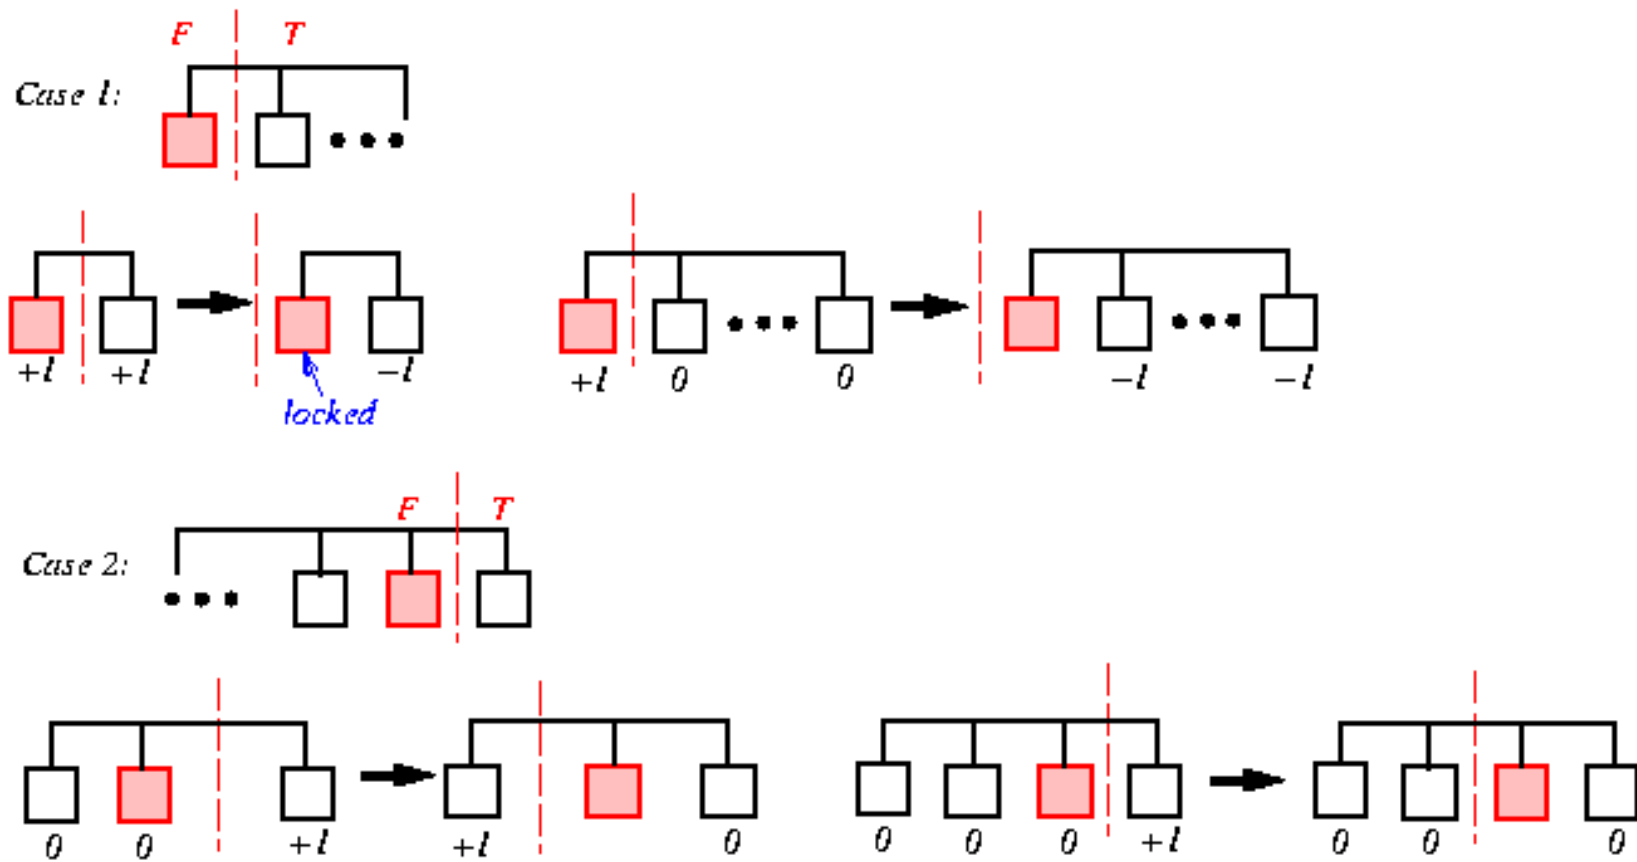 F T
Case 1:
+1 +1 -1 +1 0 0 -1 -1
locked
F T
Case 2:
0 0 +1 +1 0 0 0 0 +1 0 0 0